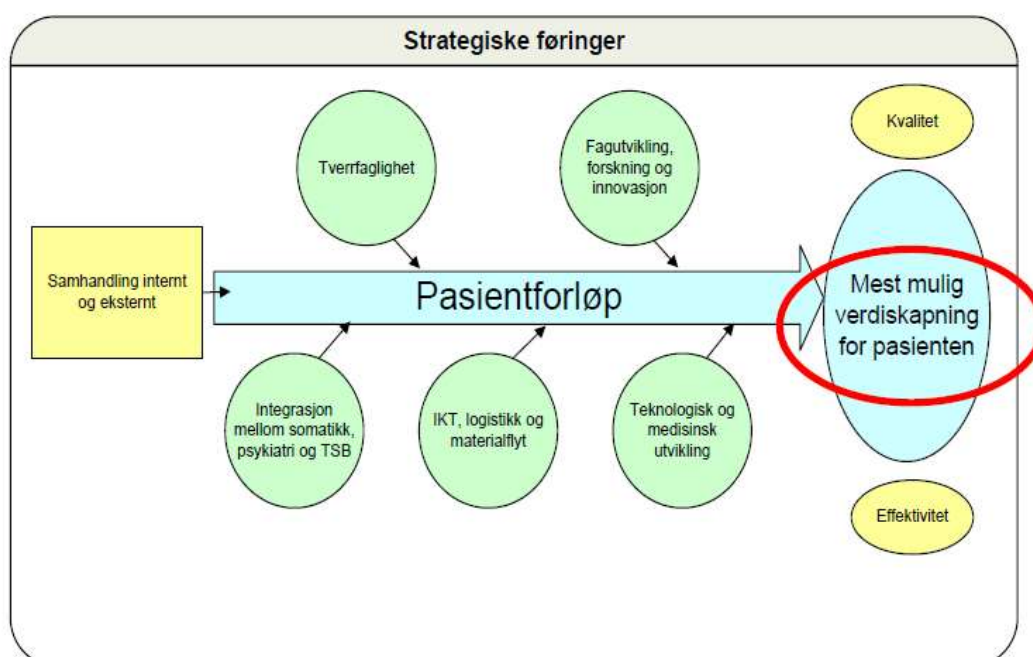 Strategiske føringer
Kvalitet
Tverrfaglighet
Fagutvikling,
forskning og
innovasjon
Samhandling internt
og eksternt
Pasientforløp
Mest mulig
verdiskapning
for pasienten
Integrasjon
mellom somatikk,
psykiatri og TSB
IKT, logistikk og
materialflyt
Teknologisk og
medisinsk
utvikling
Effektivitet